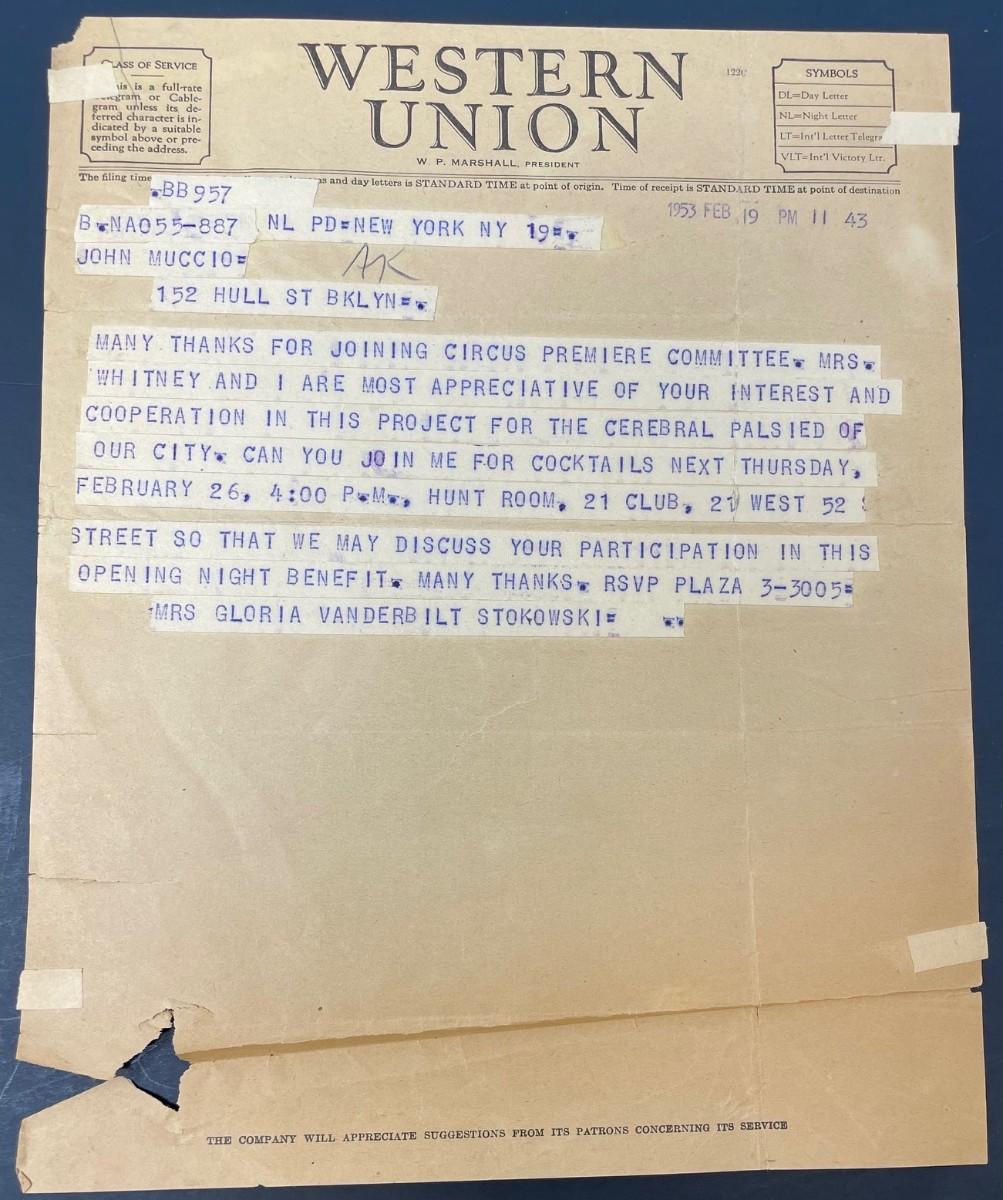 CLASS OF SERVICE
This is a full-rate
Telegram or Cable-
gram unless its de-
ferred character is in-
dicated by a suitable
symbol above or pre-
ceding the address.
WESTERN
UNION
W. P. MARSHALL, PRESIDENT
1220
SYMBOLS
DL=Day Letter
NL=Night Letter
LT=Int'l Letter Telegra
VLT=Int'l Victory Ltr.
The filing time ms and day letters is STANDARD TIME at point of origin. Time of receipt is STANDARD TIME at point of destination
.BB957
1953 FEB 19 PM 11 43
B.NA055-887 NL PD=NEW YORK NY 19=.
JOHN MUCCIO=
AK
152 HULL ST BKLYN=.
MANY THANKS FOR JOINING CIRCUS PREMIERE COMMITTEE. MRS.
WHITNEY AND I ARE MOST APPRECIATIVE OF YOUR INTEREST AND
COOPERATION IN THIS PROJECT FOR THE CEREBRAL PALSIED OF
OUR CITY. CAN YOU JOIN ME FOR COCKTAILS NEXT THURSDAY,
FEBRUARY 26, 4:00 P.M., HUNT ROOM, 21 CLUB, 21 WEST 52 S
STREET SO THAT WE MAY DISCUSS YOUR PARTICIPATION IN THIS
OPENING NIGHT BENEFIT. MANY THANKS. RSVP PLAZA 3-3005=
MRS GLORIA VANDERBILT STOKOWSKI= ..
THE COMPANY WILL APPRECIATE SUGGESTIONS FROM ITS PATRONS CONCERNING ITS SERVICE